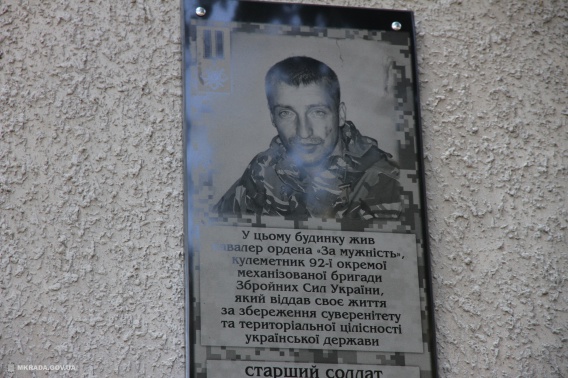 У цьому будинку жив
кавалер ордена «За мужність»,
кулеметник 92-ї окремої
механізованої бригади
Збройних Сил України,
який віддав своє життя
за збереження суверенітету
та територіальної цілісності
української держави
старший солдат
MKRADA.GOV.UA